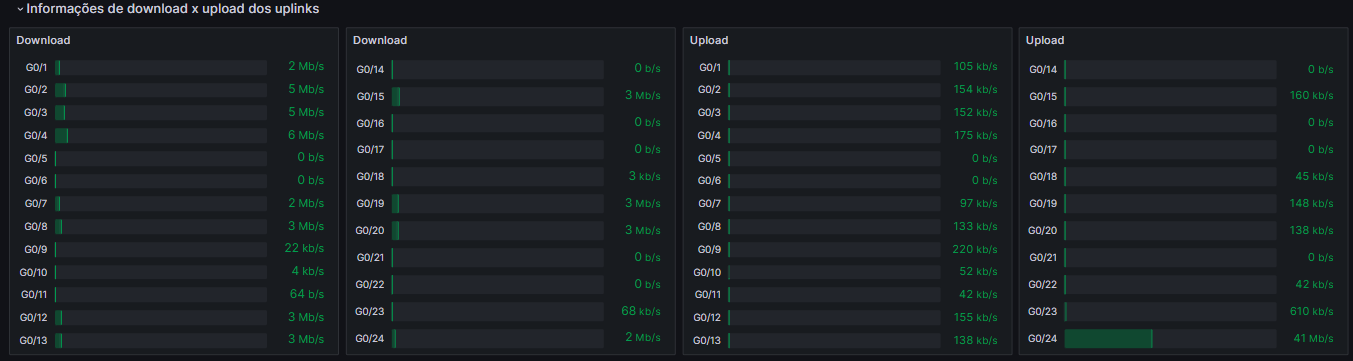 Informações de download x upload dos uplinks
Download
G0/1 2 Mb/s
G0/2 5 Mb/s
G0/3 5 Mb/s
G0/4 6 Mb/s
G0/5 0 b/s
G0/6 0 b/s
G0/7 2 Mb/s
G0/8 3 Mb/s
G0/9 22 kb/s
G0/10 4 kb/s
G0/11 64 b/s
G0/12 3 Mb/s
G0/13 3 Mb/s
Download
G0/14 0 b/s
G0/15 3 Mb/s
G0/16 0 b/s
G0/17 0 b/s
G0/18 3 kb/s
G0/19 3 Mb/s
G0/20 3 Mb/s
G0/21 0 b/s
G0/22 0 b/s
G0/23 68 kb/s
G0/24 2 Mb/s
Upload
G0/1 105 kb/s
G0/2 154 kb/s
G0/3 152 kb/s
G0/4 175 kb/s
G0/5 0 b/s
G0/6 0 b/s
G0/7 97 kb/s
G0/8 133 kb/s
G0/9 220 kb/s
G0/10 52 kb/s
G0/11 42 kb/s
G0/12 155 kb/s
G0/13 138 kb/s
Upload
G0/14 0 b/s
G0/15 160 kb/s
G0/16 0 b/s
G0/17 0 b/s
G0/18 45 kb/s
G0/19 148 kb/s
G0/20 138 kb/s
G0/21 0 b/s
G0/22 42 kb/s
G0/23 610 kb/s
G0/24 41 Mb/s